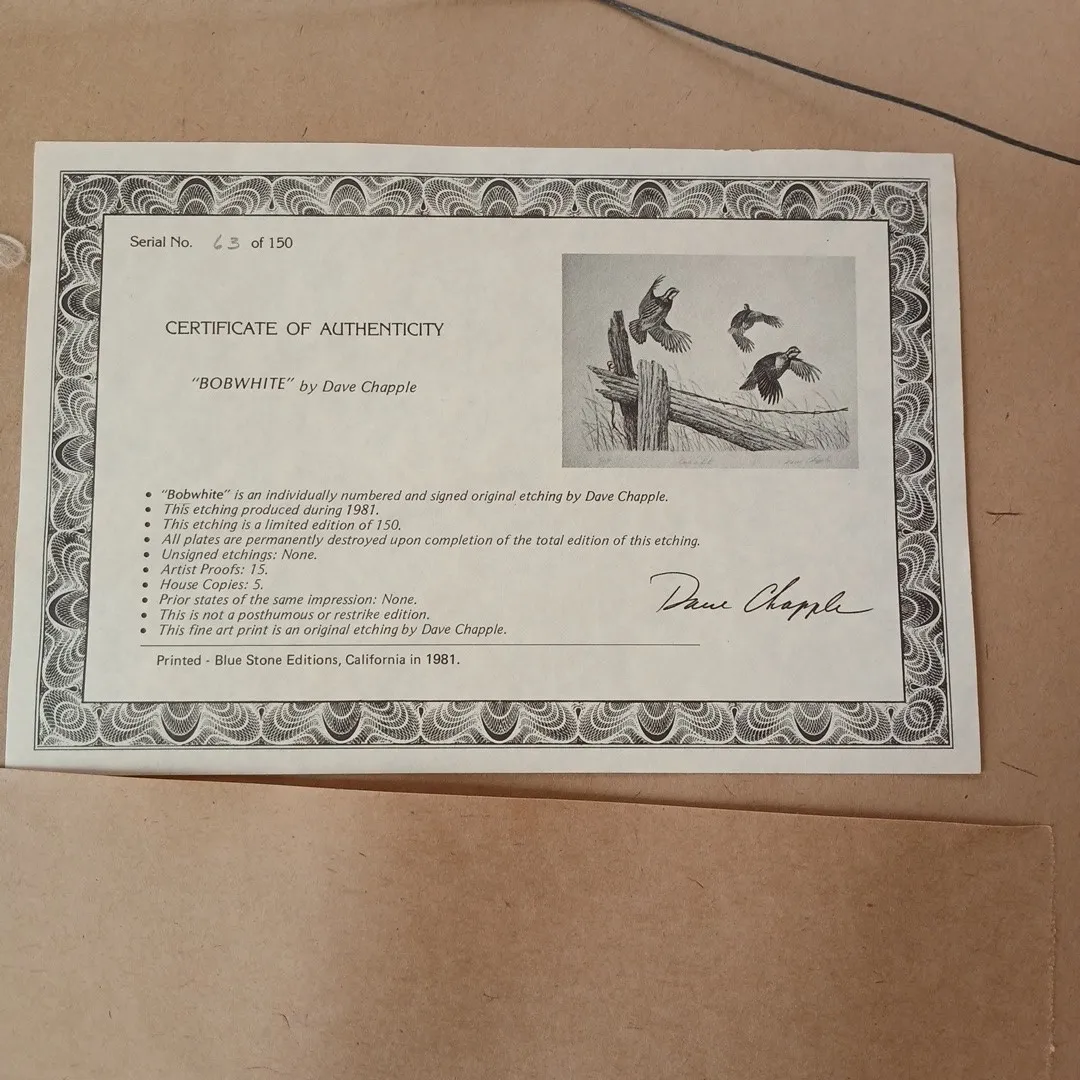 Serial No. 63 of 150
CERTIFICATE OF AUTHENTICITY
"BOBWHITE" by Dave Chapple
• "Bobwhite" is an individually numbered and signed original etching by Dave Chapple.
• This etching produced during 1981.
• This etching is a limited edition of 150.
• All plates are permanently destroyed upon completion of the total edition of this etching.
• Unsigned etchings: None.
• Artist Proofs: 15.
• House Copies: 5.
• Prior states of the same impression: None.
• This is not a posthumous or restrike edition.
• This fine art print is an original etching by Dave Chapple.
Dave Chapple
Printed - Blue Stone Editions, California in 1981.